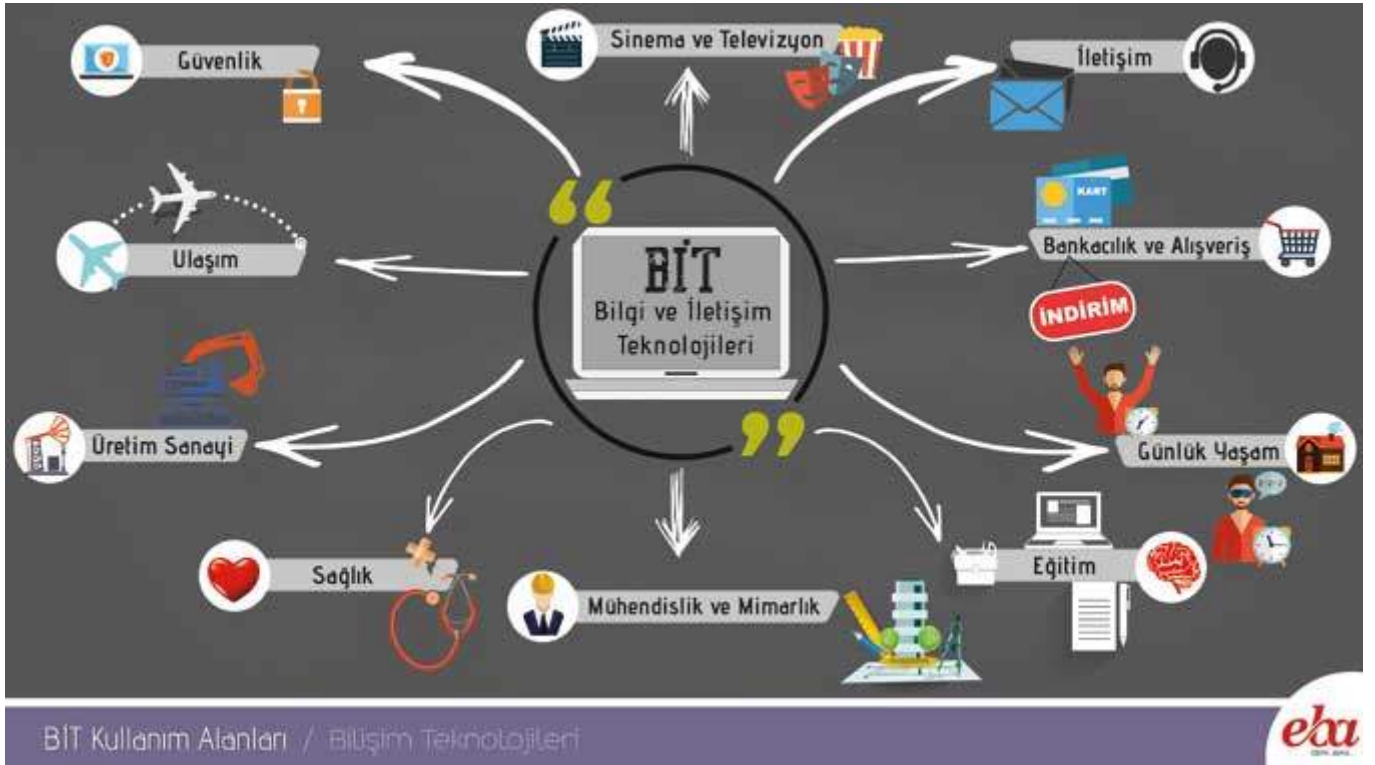 Güvenlik
Sinema ve Televizyon
İletişim
KART
Ulaşım
BİT
Bilgi ve İletişim
Teknolojileri
Bankacılık ve Alışveriş
İNDİRİM
Üretim Sanayi
Günlük Yaşam
Sağlık
Mühendislik ve Mimarlık
Eğitim
BİT Kullanım Alanları / Bilişim Teknolojileri
eba